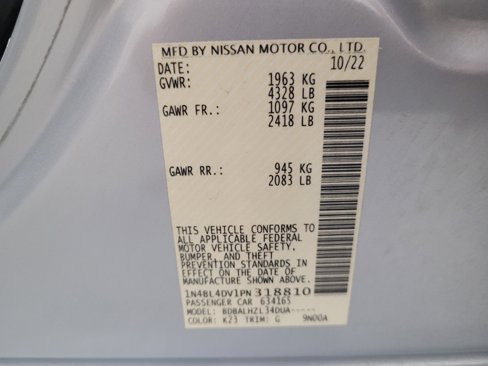 MFD BY NISSAN MOTOR CO., LTD.
DATE: 10/22
GVWR: 1963 KG
4328 LB
GAWR FR.: 1097 KG
2418 LB
GAWR RR.: 945 KG
2083 LB
THIS VEHICLE CONFORMS TO
ALL APPLICABLE FEDERAL
MOTOR VEHICLE SAFETY,
BUMPER, AND THEFT
PREVENTION STANDARDS IN
EFFECT ON THE DATE OF
MANUFACTURE SHOWN ABOVE.
1N4BL4DV1PN318810
PASSENGER CAR 634165
MODEL: BDBALHZL34DUA-----
COLOR: K23 TRIM: G 9N00A